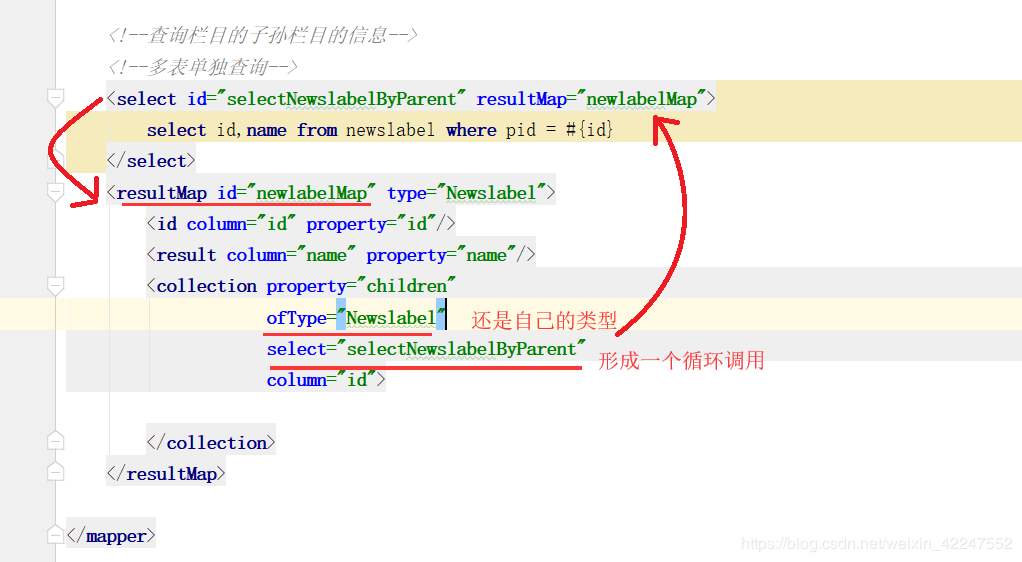 <!--查询栏目的子孙栏目的信息-->
<!--多表单独查询-->
<select id="selectNewslabelByParent" resultMap="newlabelMap">
select id,name from newslabel where pid = #{id}
</select>
<resultMap id="newlabelMap" type="Newslabel">
<id column="id" property="id"/>
<result column="name" property="name"/>
<collection property="children"
ofType="Newslabel" 还是自己的类型
select="selectNewslabelByParent" 形成一个循环调用
column="id">
</collection>
</resultMap>
</mapper>
https://blog.csdn.net/weixin_42247552